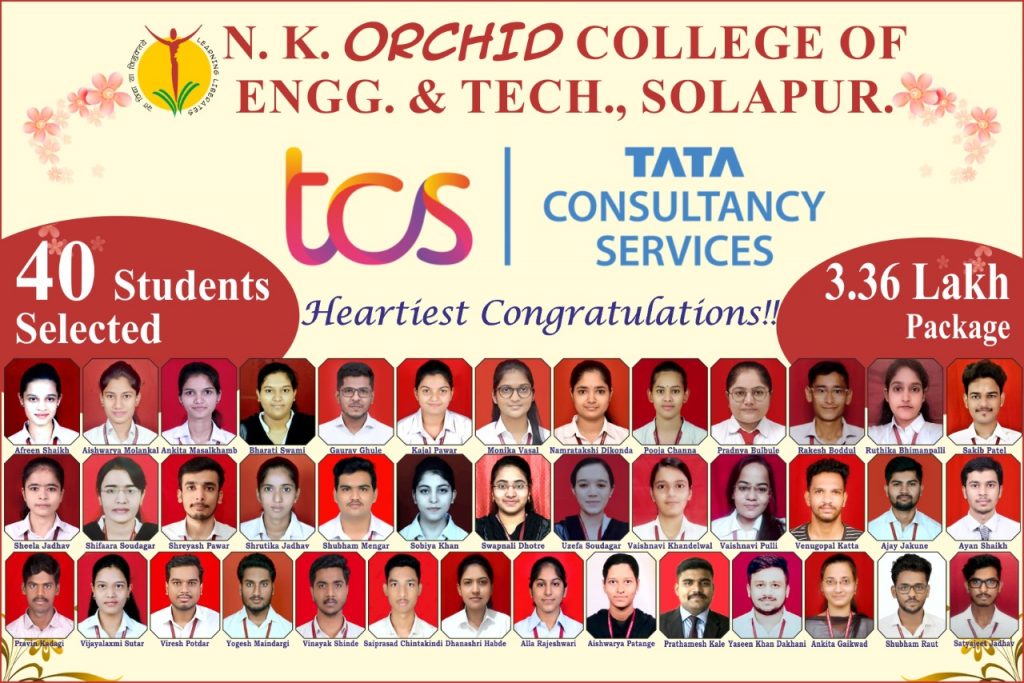 N. K. ORCHID COLLEGE OF
ENGG. & TECH., SOLAPUR.
LEARNING LIBERATES
tcs
TATA
CONSULTANCY
SERVICES
40 Students
Selected
Heartiest Congratulations!!
3.36 Lakh
Package
Afreen Shaikh Aishwarya Molankal Ankita Masalkhamb Bharati Swami Gaurav Ghule Kajal Pawar Monika Vasal Namratakshi Dikonda Pooja Channa Pradnya Bulbule Rakesh Boddul Ruthika Bhimanpalli Sakib Patel
Sheela Jadhav Shifaara Soudagar Shreyash Pawar Shrutika Jadhav Shubham Mengar Sobiya Khan Swapnali Dhotre Uzefa Soudagar Vaishnavi Khandelwal Vaishnavi Pulli Venugopal Katta Ajay Jakune Ayan Shaikh
Pravin Kadagi Vijayalaxmi Sutar Viresh Potdar Yogesh Maindargi Vinayak Shinde Saiprasad Chintakindi Dhanashri Habde Alla Rajeshwari Aishwarya Patange Prathamesh Kale Yaseen Khan Dakhani Ankita Gaikwad Shubham Raut Satyajeet Jadhav